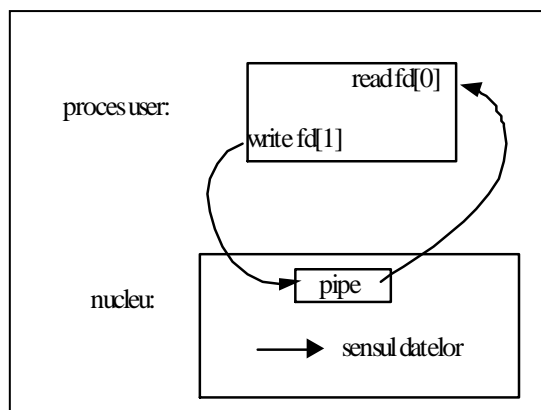 read fd[0]
proces user:
write fd[1]
pipe
nucleu:
sensul datelor